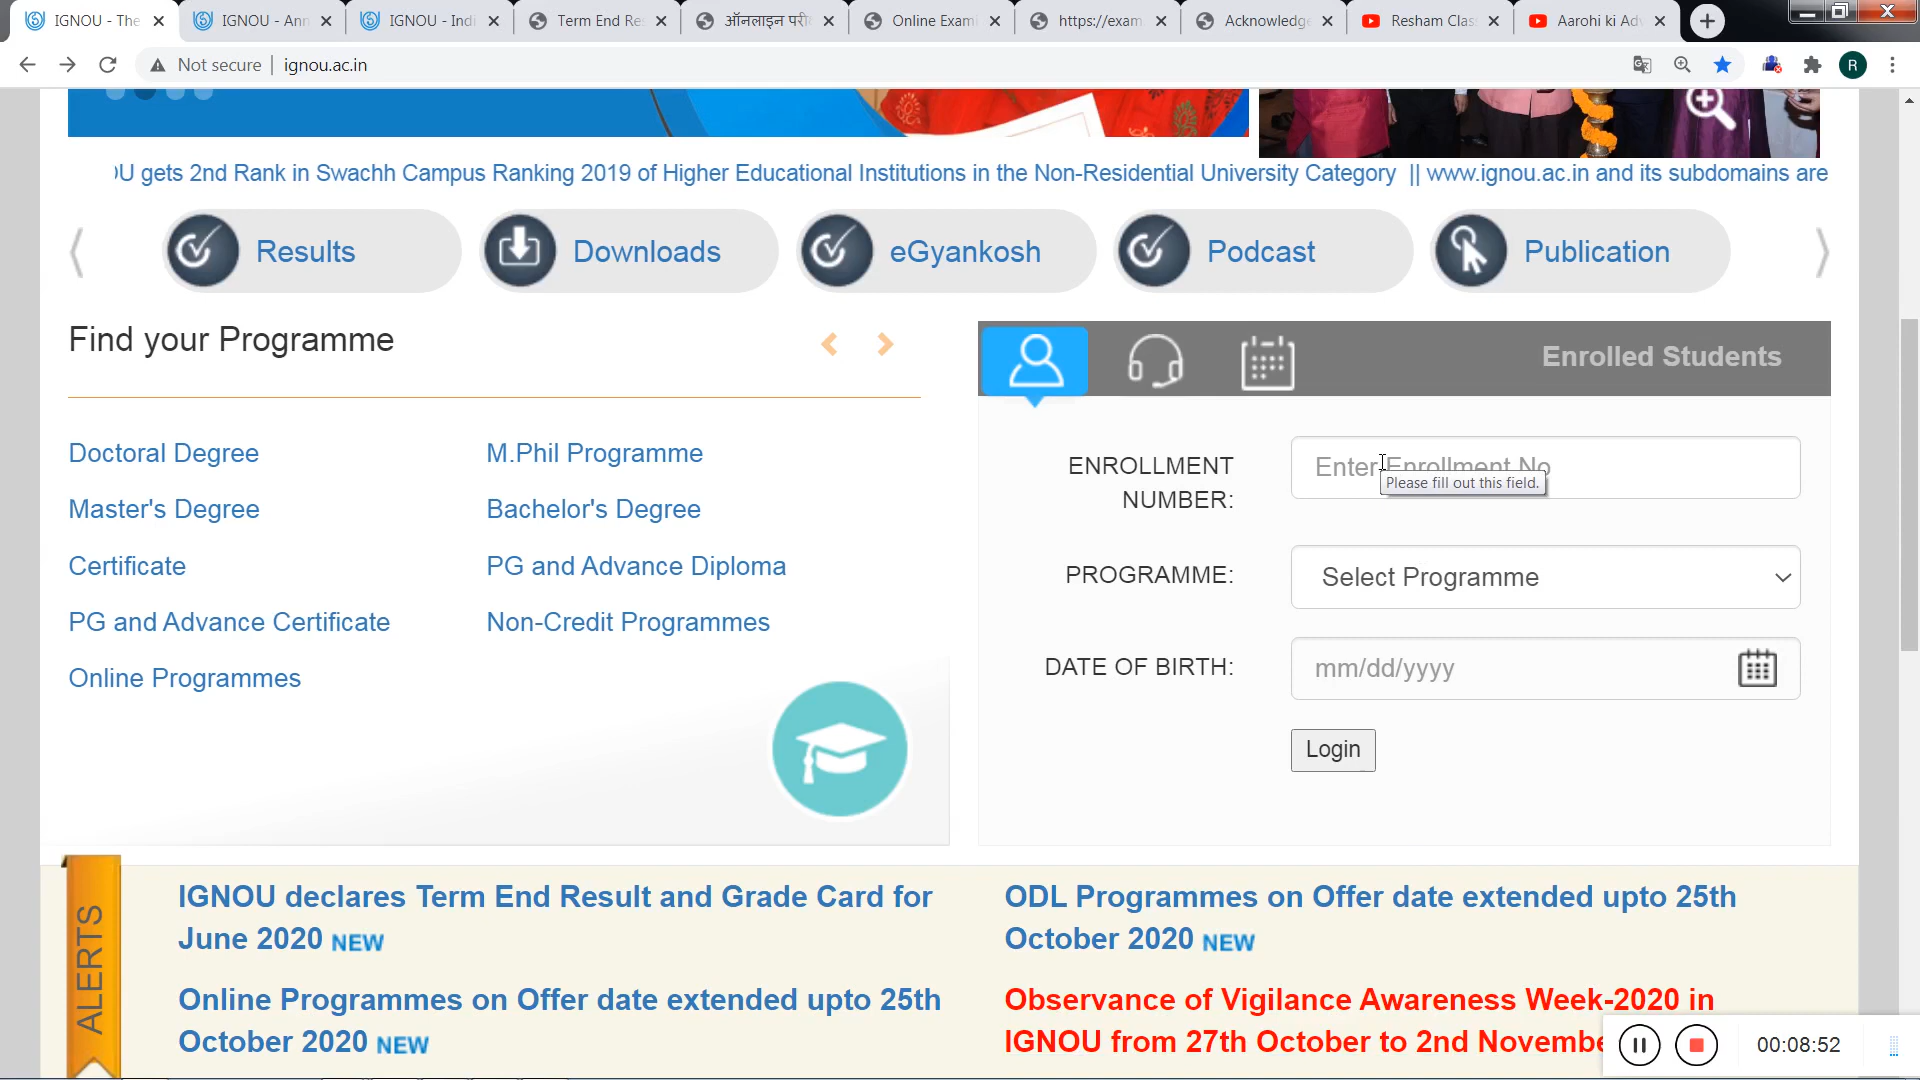 IGNOU - The
IGNOU - Ann
IGNOU - Indi
Term End Re
ऑनलाइन परी
Online Exami
https://exam.
Acknowledge
Resham Clas
Aarohi ki Adv
Not secure
ignou.ac.in
R
OU gets 2nd Rank in Swachh Campus Ranking 2019 of Higher Educational Institutions in the Non-Residential University Category || www.ignou.ac.in and its subdomains are
Results
Downloads
eGyankosh
Podcast
Publication
Find your Programme
Doctoral Degree
M.Phil Programme
Master's Degree
Bachelor's Degree
Certificate
PG and Advance Diploma
PG and Advance Certificate
Non-Credit Programmes
Online Programmes
Enrolled Students
ENROLLMENT
NUMBER:
Enter Enrollment No
Please fill out this field.
PROGRAMME:
Select Programme
DATE OF BIRTH:
mm/dd/yyyy
Login
ALERTS
IGNOU declares Term End Result and Grade Card for
June 2020 NEW
ODL Programmes on Offer date extended upto 25th
October 2020 NEW
Online Programmes on Offer date extended upto 25th
October 2020 NEW
Observance of Vigilance Awareness Week-2020 in
IGNOU from 27th October to 2nd Novembe
00:08:52